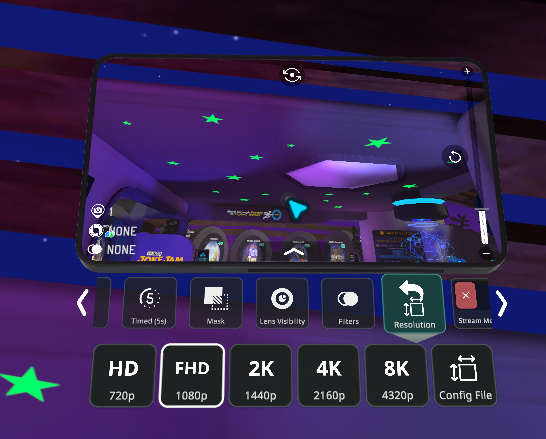 1
NONE
NONE
JOKE JAM
Timed (5s)
5
Mask
Lens Visibility
Filters
Resolution
Stream Mo
HD
720p
FHD
1080p
2K
1440p
4K
2160p
8K
4320p
Config File